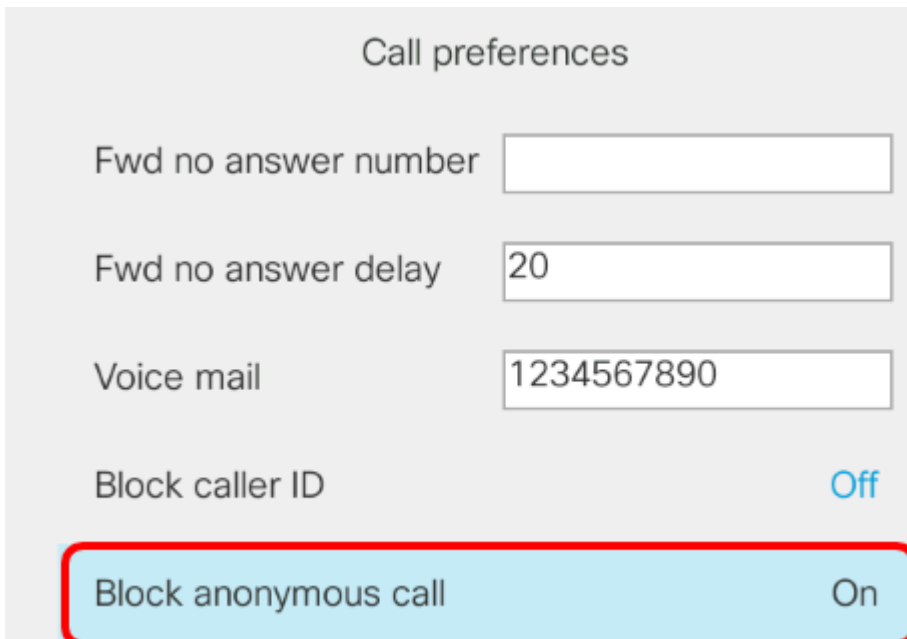 Call preferences
Fwd no answer number
Fwd no answer delay 20
Voice mail 1234567890
Block caller ID Off
Block anonymous call On